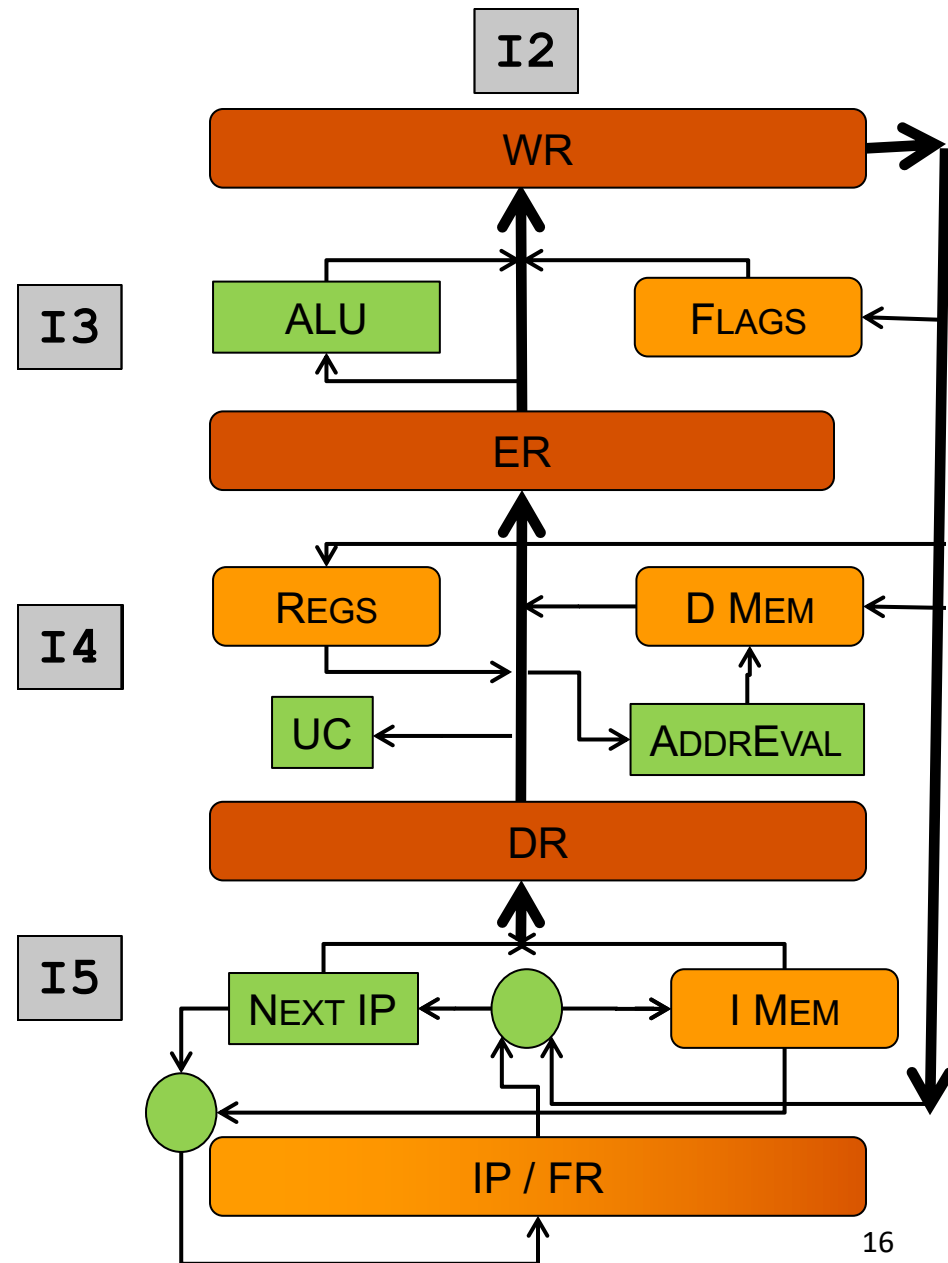 I2
WR
I3
ALU
FLAGS
ER
I4
REGS
D MEM
UC
ADDREVAL
DR
I5
NEXT IP
I MEM
IP / FR
16